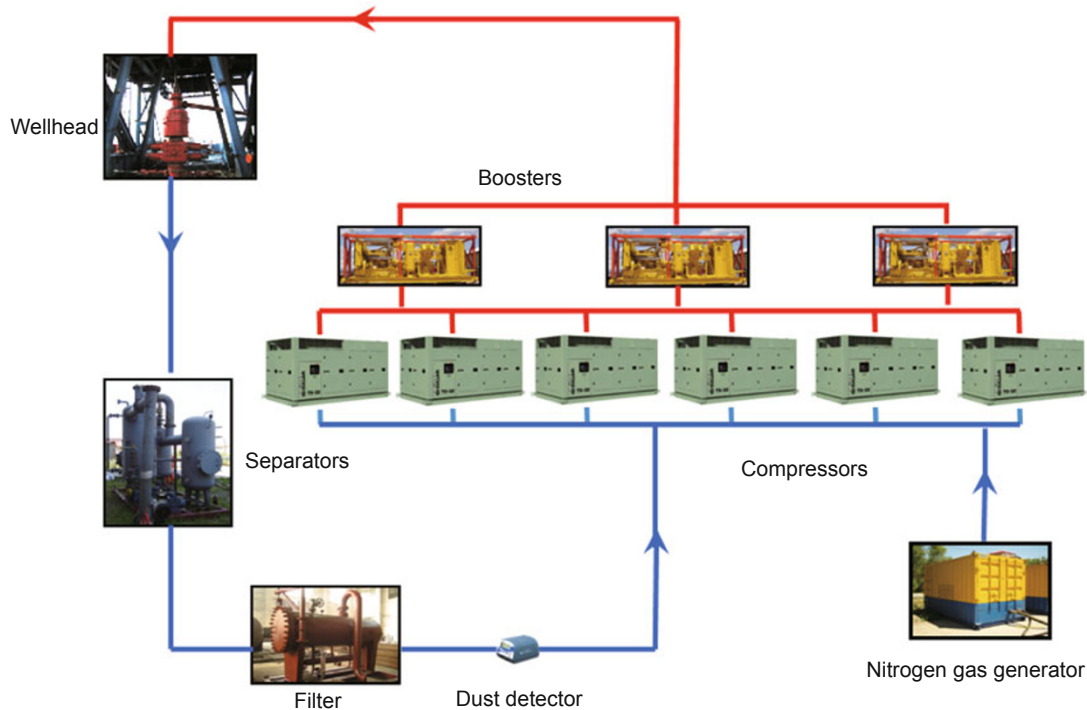 Wellhead
Boosters
Separators
Compressors
Filter
Dust detector
Nitrogen gas generator